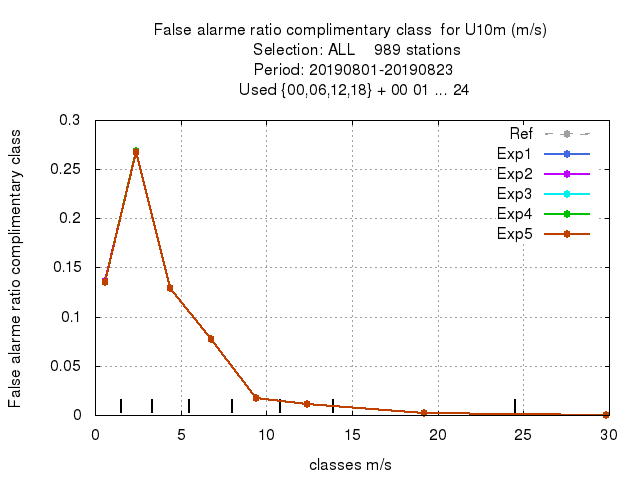 False alarme ratio complimentary class  for U10m (m/s)
Selection: ALL    989 stations
Period: 20190801-20190823
Used {00,06,12,18} + 00 01 ... 24
False alarme ratio complimentary class
0.3
0.25
0.2
0.15
0.1
0.05
0
Ref
Exp1
Exp2
Exp3
Exp4
Exp5
0 5 10 15 20 25 30
classes m/s